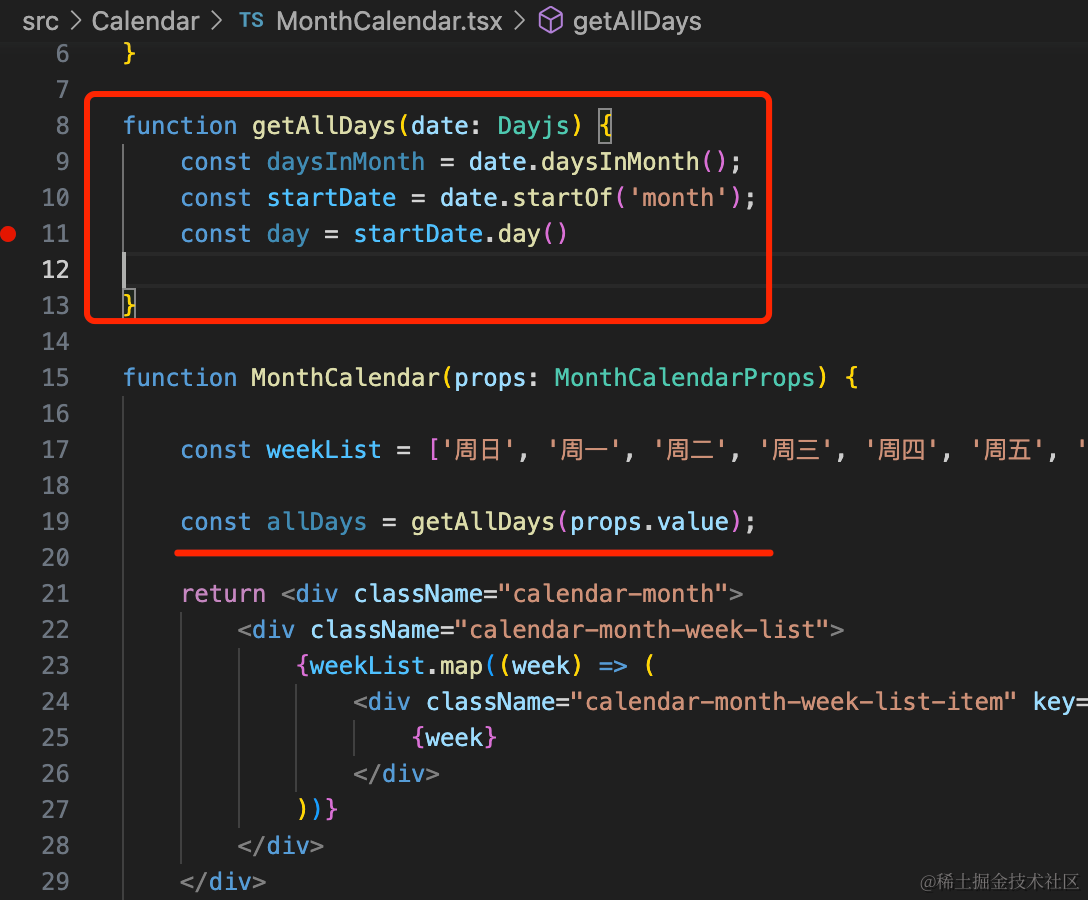 src > Calendar > TS MonthCalendar.tsx > getAllDays
6 }
7
8 function getAllDays(date: Dayjs) {
9 const daysInMonth = date.daysInMonth();
10 const startDate = date.startOf('month');
11 const day = startDate.day()
12
13 }
14
15 function MonthCalendar(props: MonthCalendarProps) {
16
17 const weekList = ['周日', '周一', '周二', '周三', '周四', '周五', '
18
19 const allDays = getAllDays(props.value);
20
21 return <div className="calendar-month">
22 <div className="calendar-month-week-list">
23 {weekList.map((week) => (
24 <div className="calendar-month-week-list-item" key=
25 {week}
26 </div>
27 ))}
28 </div>
29 </div>
@稀土掘金技术社区